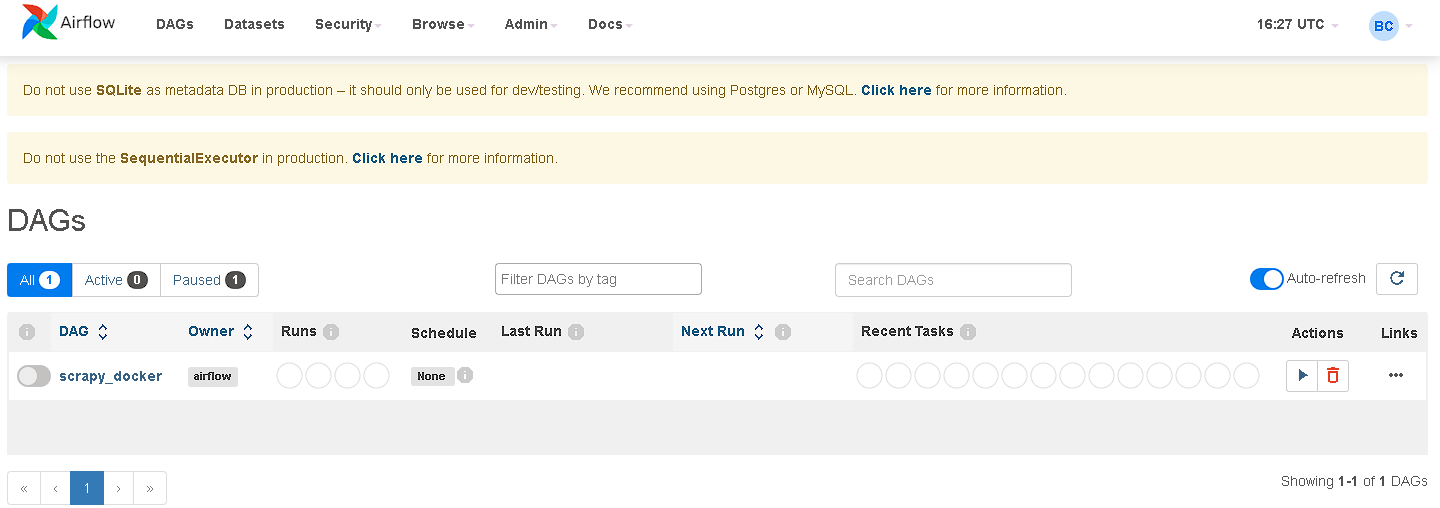 Airflow DAGs Datasets Security Browse Admin Docs 16:27 UTC BC
Do not use SQLite as metadata DB in production – it should only be used for dev/testing. We recommend using Postgres or MySQL. Click here for more information.
Do not use the SequentialExecutor in production. Click here for more information.
DAGs
All 1 Active 0 Paused 1 Filter DAGs by tag Search DAGs Auto-refresh
i DAG Owner Runs i Schedule Last Run i Next Run i Recent Tasks i Actions Links
scrapy_docker airflow None i •••
« ‹ 1 › » Showing 1-1 of 1 DAGs